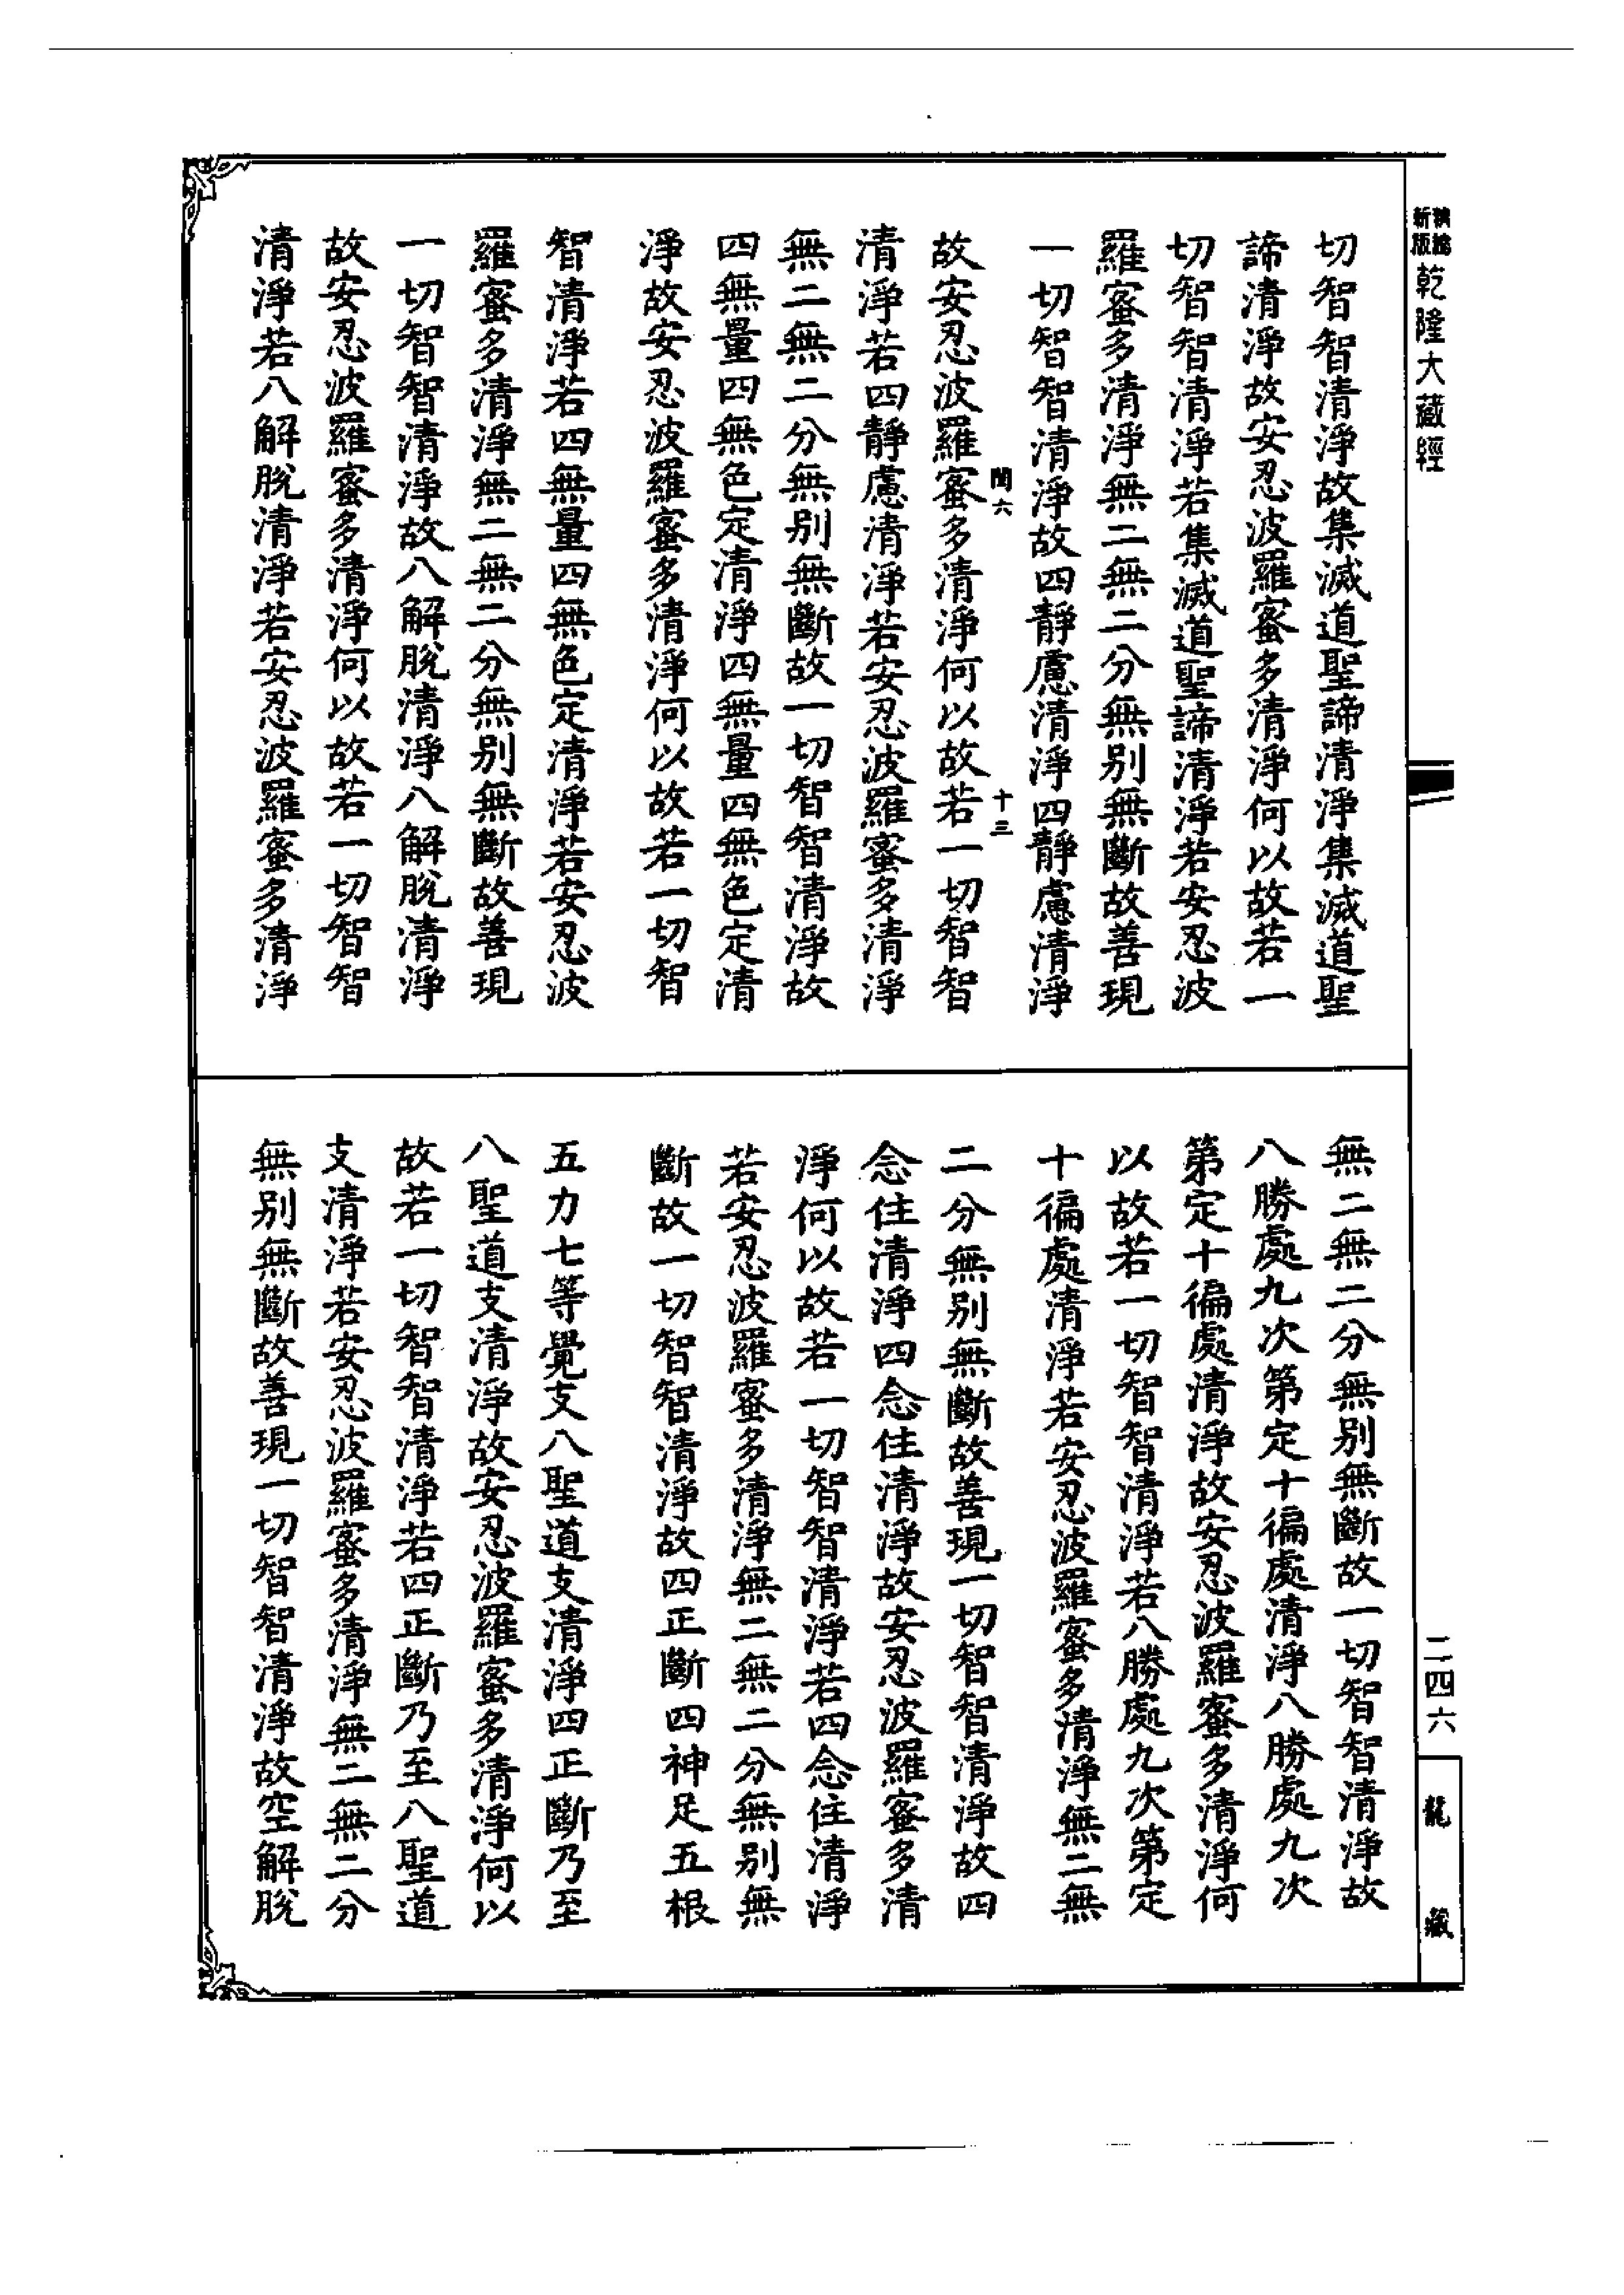 新版精編乾隆大藏經
切智智清淨故集滅道聖諦清淨集滅道聖
諦清淨故安忍波羅蜜多清淨何以故若一
切智智清淨若集滅道聖諦清淨若安忍波
羅蜜多清淨無二無二分無別無斷故善現
一切智智清淨故四靜慮清淨四靜慮清淨
十三
故安忍波羅蜜多清淨何以故若一切智智
清淨若四靜慮清淨若安忍波羅蜜多清淨
無二無二分無別無斷故一切智智清淨故
四無量四無色定清淨四無量四無色定清
淨故安忍波羅蜜多清淨何以故若一切智
智清淨若四無量四無色定清淨若安忍波
羅蜜多清淨無二無二分無別無斷故善現
一切智智清淨故八解脫清淨八解脫清淨
故安忍波羅蜜多清淨何以故若一切智智
清淨若八解脫清淨若安忍波羅蜜多清淨
無二無二分無別無斷故一切智智清淨故
八勝處九次第定十徧處清淨八勝處九次
第定十徧處清淨故安忍波羅蜜多清淨何
以故若一切智智清淨若八勝處九次第定
十徧處清淨若安忍波羅蜜多清淨無二無
二分無別無斷故善現一切智智清淨故四
念住清淨四念住清淨故安忍波羅蜜多清
淨何以故若一切智智清淨若四念住清淨
若安忍波羅蜜多清淨無二無二分無別無
斷故一切智智清淨故四正斷四神足五根
五力七等覺支八聖道支清淨四正斷乃至
八聖道支清淨故安忍波羅蜜多清淨何以
故若一切智智清淨若四正斷乃至八聖道
支清淨若安忍波羅蜜多清淨無二無二分
無別無斷故善現一切智智清淨故空解脫
二四六
龍藏